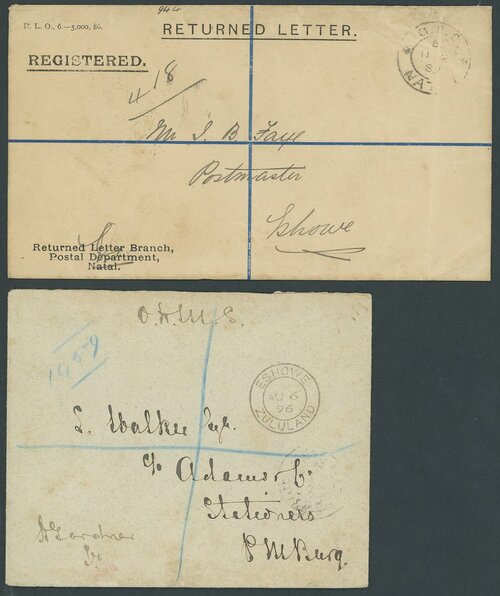 944
R. L. O., 6.—5,000, 86.
RETURNED LETTER.
REGISTERED.
418
G.P.O.
NATAL
Mr J. B. Faye
Postmaster
Eshowe
Returned Letter Branch,
Postal Department,
Natal.
O.H.M.S.
1959
ESHOWE
AU 6
96
ZULULAND
L. Walker Esq.
c/o Adams & Co
Stationers
P M Burg.